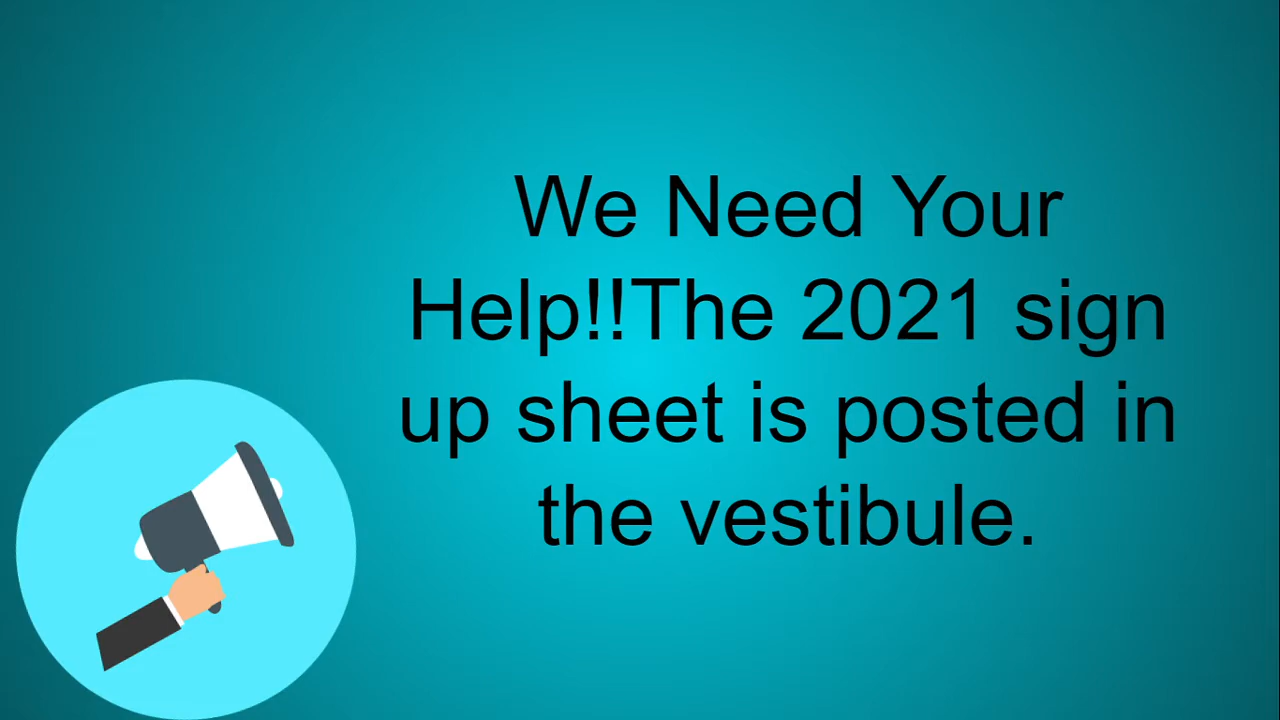 We Need Your
Help!!The 2021 sign
up sheet is posted in
the vestibule.